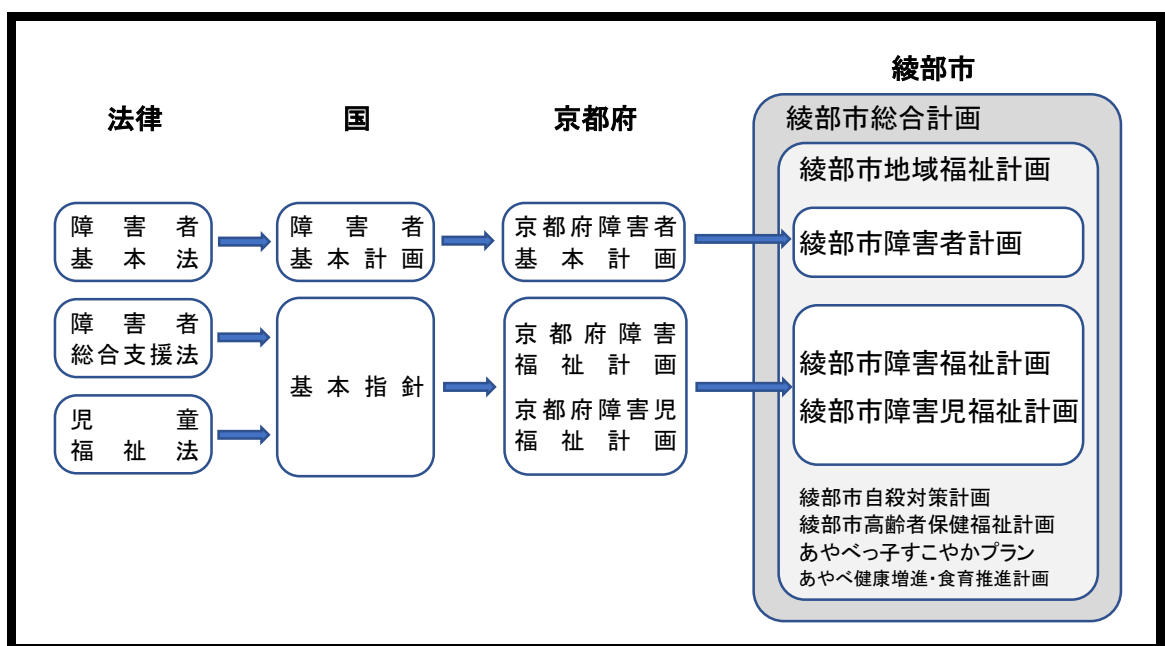 法律
国
京都府
綾部市
障害者
基本法
障害者
基本計画
京都府障害者
基本計画
障害者
総合支援法
児童
福祉法
基本指針
京都府障害
福祉計画
京都府障害児
福祉計画
綾部市総合計画
綾部市地域福祉計画
綾部市障害者計画
綾部市障害福祉計画
綾部市障害児福祉計画
綾部市自殺対策計画
綾部市高齢者保健福祉計画
あやべっ子すこやかプラン
あやべ健康増進・食育推進計画